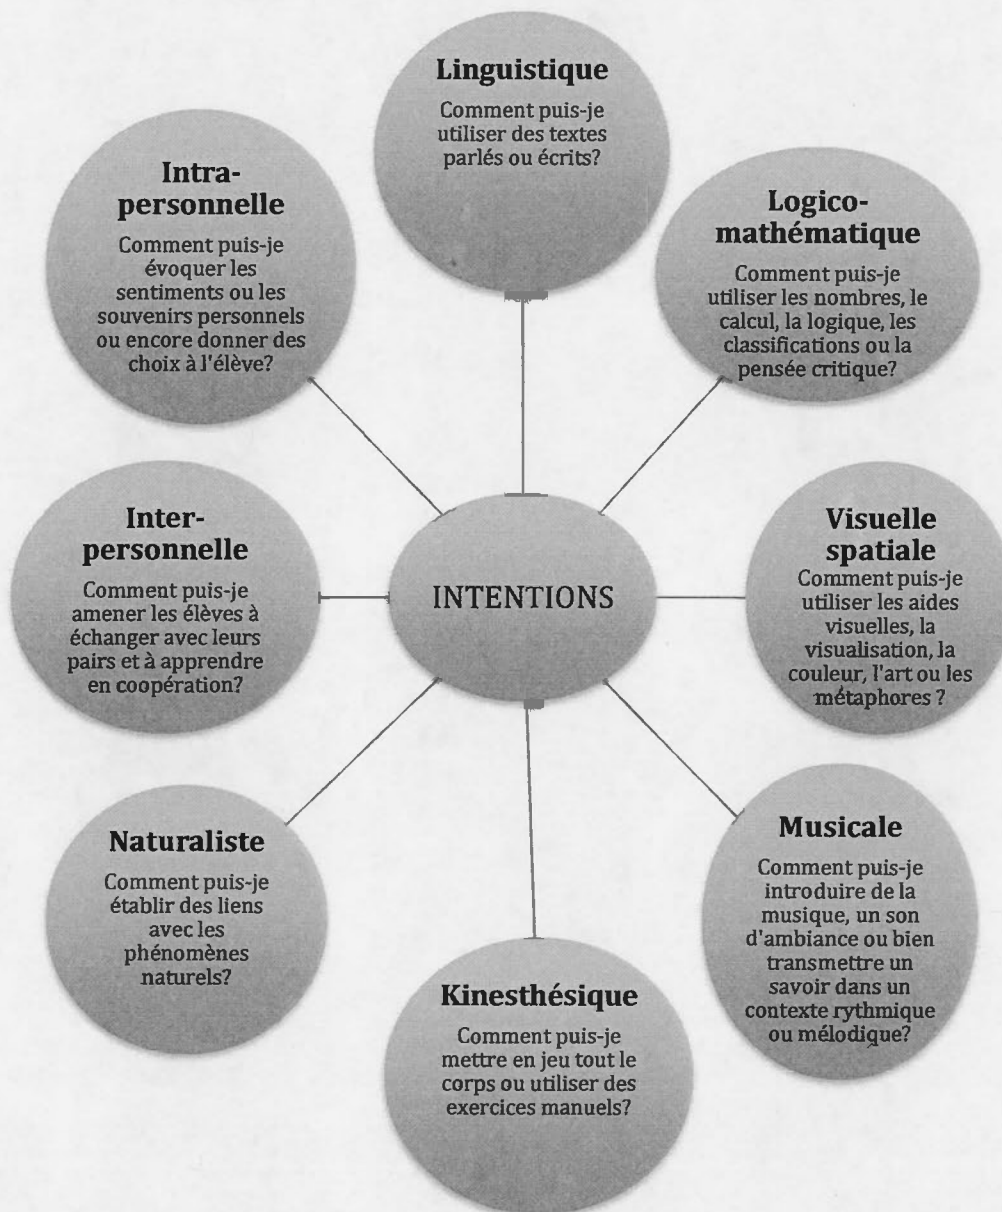 Linguistique
Comment puis-je
utiliser des textes
parlés ou écrits?
Logico-
mathématique
Comment puis-je
utiliser les nombres, le
calcul, la logique, les
classifications ou la
pensée critique?
Visuelle
spatiale
Comment puis-je
utiliser les aides
visuelles, la
visualisation, la
couleur, l'art ou les
métaphores ?
Musicale
Comment puis-je
introduire de la
musique, un son
d'ambiance ou bien
transmettre un
savoir dans un
contexte rythmique
ou mélodique?
Kinesthésique
Comment puis-je
mettre en jeu tout le
corps ou utiliser des
exercices manuels?
Naturaliste
Comment puis-je
établir des liens
avec les
phénomènes
naturels?
Inter-
personnelle
Comment puis-je
amener les élèves à
échanger avec leurs
pairs et à apprendre
en coopération?
Intra-
personnelle
Comment puis-je
évoquer les
sentiments ou les
souvenirs personnels
ou encore donner des
choix à l'élève?
INTENTIONS